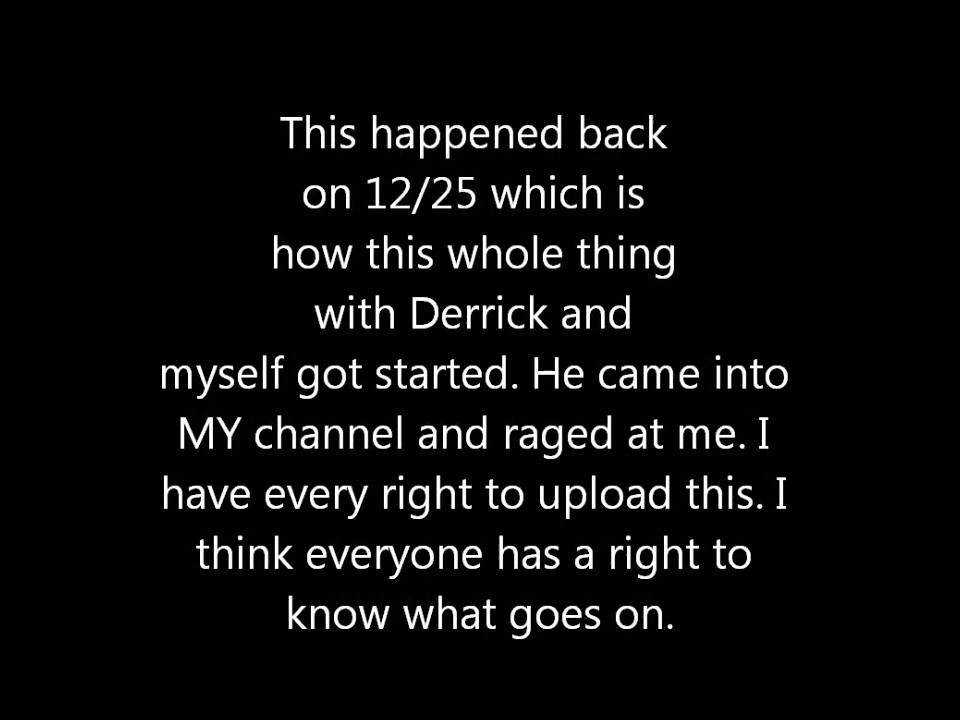 This happened back
on 12/25 which is
how this whole thing
with Derrick and
myself got started. He came into
MY channel and raged at me. I
have every right to upload this. I
think everyone has a right to
know what goes on.